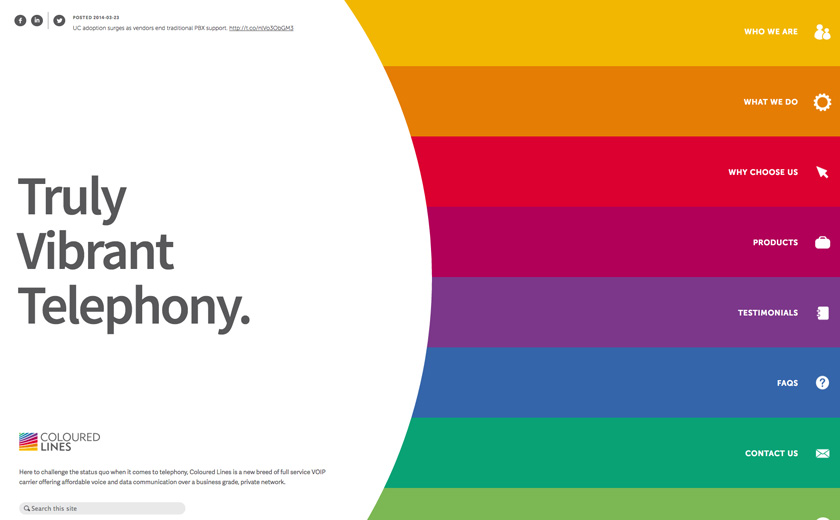 POSTED 2014-03-23
UC adoption surges as vendors end traditional PBX support. http://t.co/nVo3ObGM3
Truly
Vibrant
Telephony.
COLOURED
LINES
Here to challenge the status quo when it comes to telephony, Coloured Lines is a new breed of full service VOIP
carrier offering affordable voice and data communication over a business grade, private network.
Search this site
WHO WE ARE
WHAT WE DO
WHY CHOOSE US
PRODUCTS
TESTIMONIALS
FAQS
?
CONTACT US